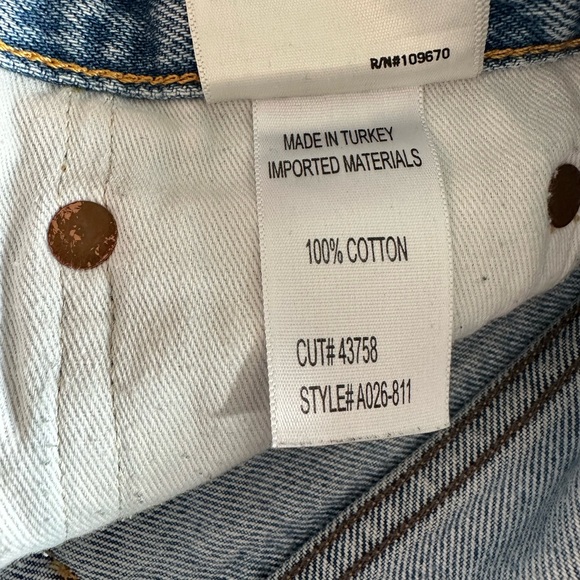 R/N#109670
MADE IN TURKEY
IMPORTED MATERIALS
100% COTTON
CUT# 43758
STYLE# A026-811